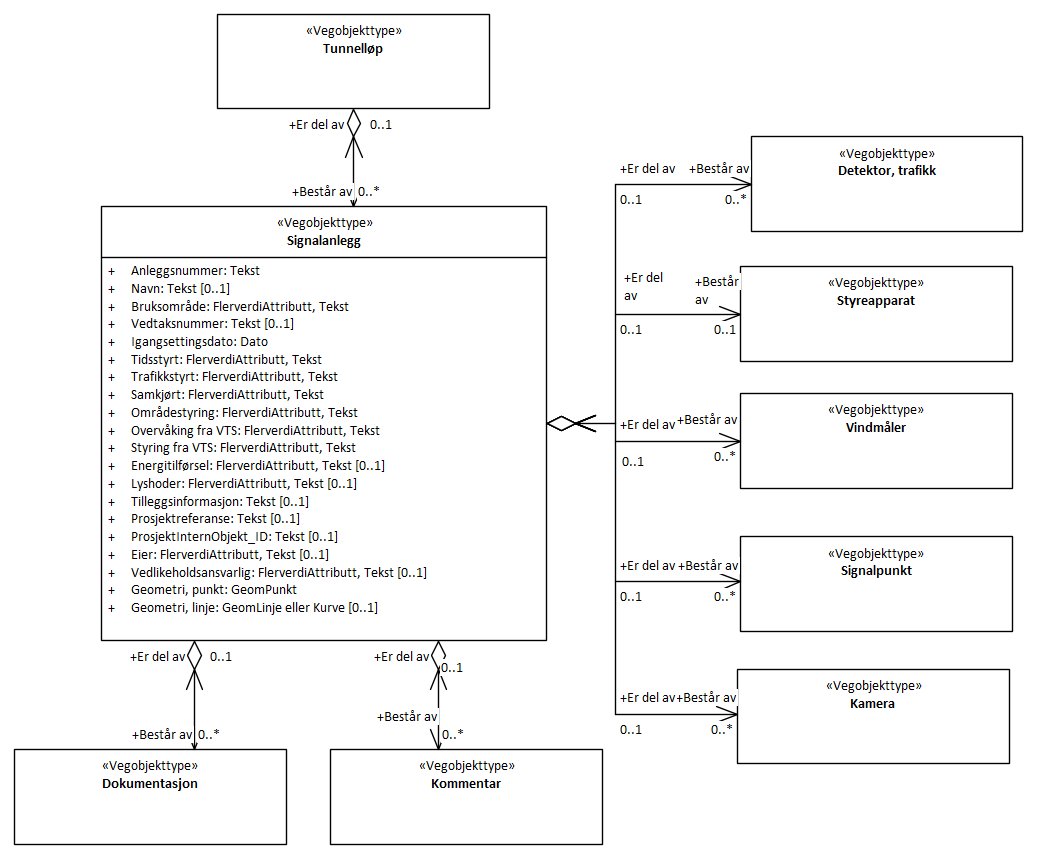 «Vegobjekttype»
Tunnelløp
+Er del av
0..1
+Består av
0..*
«Vegobjekttype»
Signalanlegg
+ Anleggsnummer: Tekst
+ Navn: Tekst [0..1]
+ Bruksområde: FlerverdiAttributt, Tekst
+ Vedtaksnummer: Tekst [0..1]
+ Igangsettingsdato: Dato
+ Tidsstyrt: FlerverdiAttributt, Tekst
+ Trafikkstyrt: FlerverdiAttributt, Tekst
+ Samkjørt: FlerverdiAttributt, Tekst
+ Områdestyring: FlerverdiAttributt, Tekst
+ Overvåking fra VTS: FlerverdiAttributt, Tekst
+ Styring fra VTS: FlerverdiAttributt, Tekst
+ Energitilførsel: FlerverdiAttributt, Tekst [0..1]
+ Lyshoder: FlerverdiAttributt, Tekst [0..1]
+ Tilleggsinformasjon: Tekst [0..1]
+ Prosjektreferanse: Tekst [0..1]
+ ProsjektInternObjekt_ID: Tekst [0..1]
+ Eier: FlerverdiAttributt, Tekst [0..1]
+ Vedlikeholdsansvarlig: FlerverdiAttributt, Tekst [0..1]
+ Geometri, punkt: GeomPunkt
+ Geometri, linje: GeomLinje eller Kurve [0..1]
+Er del av
+Består av
0..1
0..*
«Vegobjekttype»
Detektor, trafikk
+Er del
av
+Består
av
0..1
0..1
«Vegobjekttype»
Styreapparat
+Er del av
+Består av
0..1
0..*
«Vegobjekttype»
Vindmåler
+Er del av
+Består av
0..1
0..*
«Vegobjekttype»
Signalpunkt
+Er del av
+Består av
0..1
0..*
«Vegobjekttype»
Kamera
+Er del av
0..1
+Består av
0..*
«Vegobjekttype»
Dokumentasjon
+Er del av
0..1
+Består av
0..*
«Vegobjekttype»
Kommentar